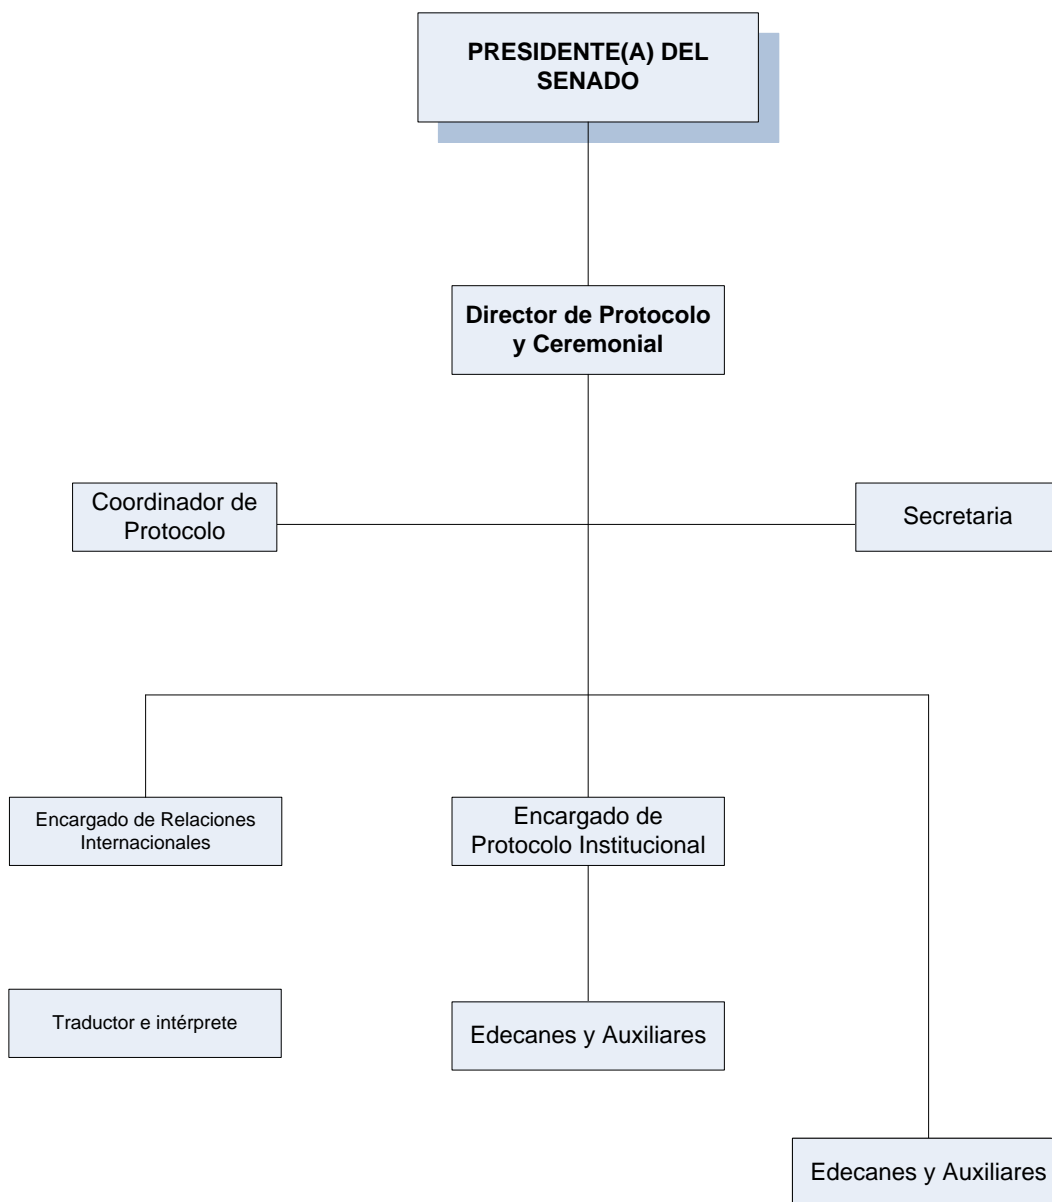 PRESIDENTE(A) DEL
SENADO
Director de Protocolo
y Ceremonial
Coordinador de
Protocolo
Secretaria
Encargado de Relaciones
Internacionales
Encargado de
Protocolo Institucional
Traductor e intérprete
Edecanes y Auxiliares
Edecanes y Auxiliares